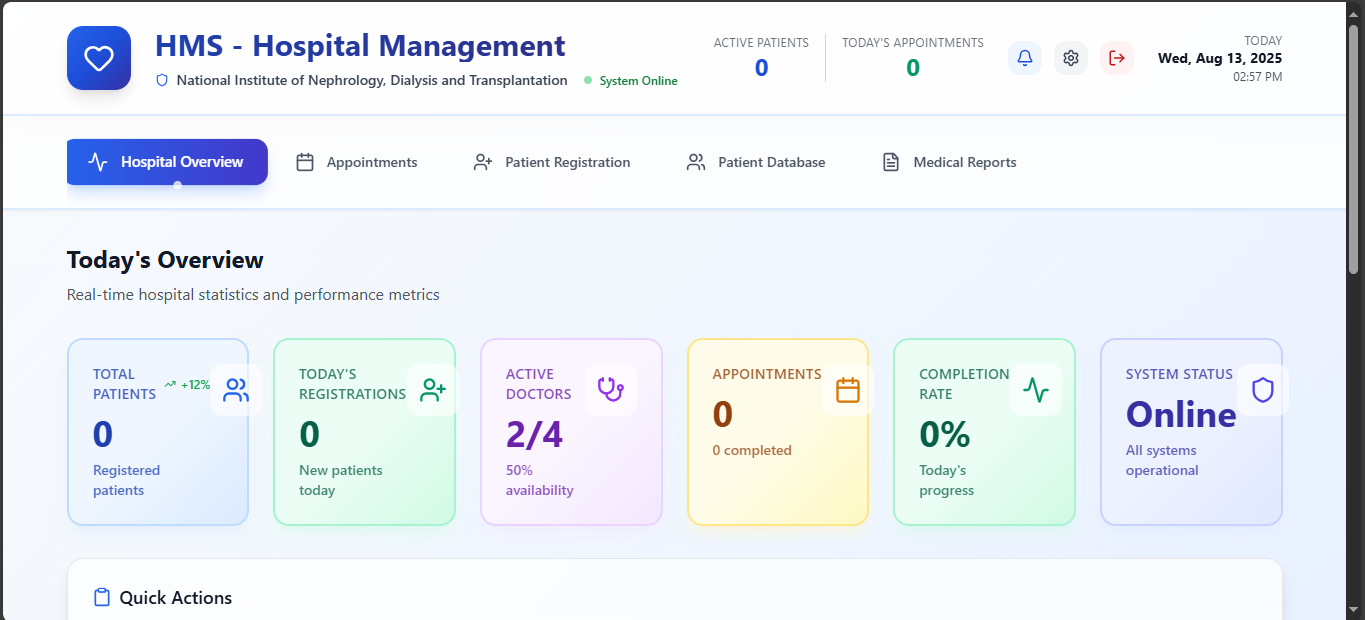 HMS - Hospital Management
National Institute of Nephrology, Dialysis and Transplantation
System Online
ACTIVE PATIENTS
0
TODAY'S APPOINTMENTS
0
TODAY
Wed, Aug 13, 2025
02:57 PM
Hospital Overview
Appointments
Patient Registration
Patient Database
Medical Reports
Today's Overview
Real-time hospital statistics and performance metrics
TOTAL
PATIENTS
+12%
0
Registered
patients
TODAY'S
REGISTRATIONS
0
New patients
today
ACTIVE
DOCTORS
2/4
50%
availability
APPOINTMENTS
0
0 completed
COMPLETION
RATE
0%
Today's
progress
SYSTEM STATUS
Online
All systems
operational
Quick Actions